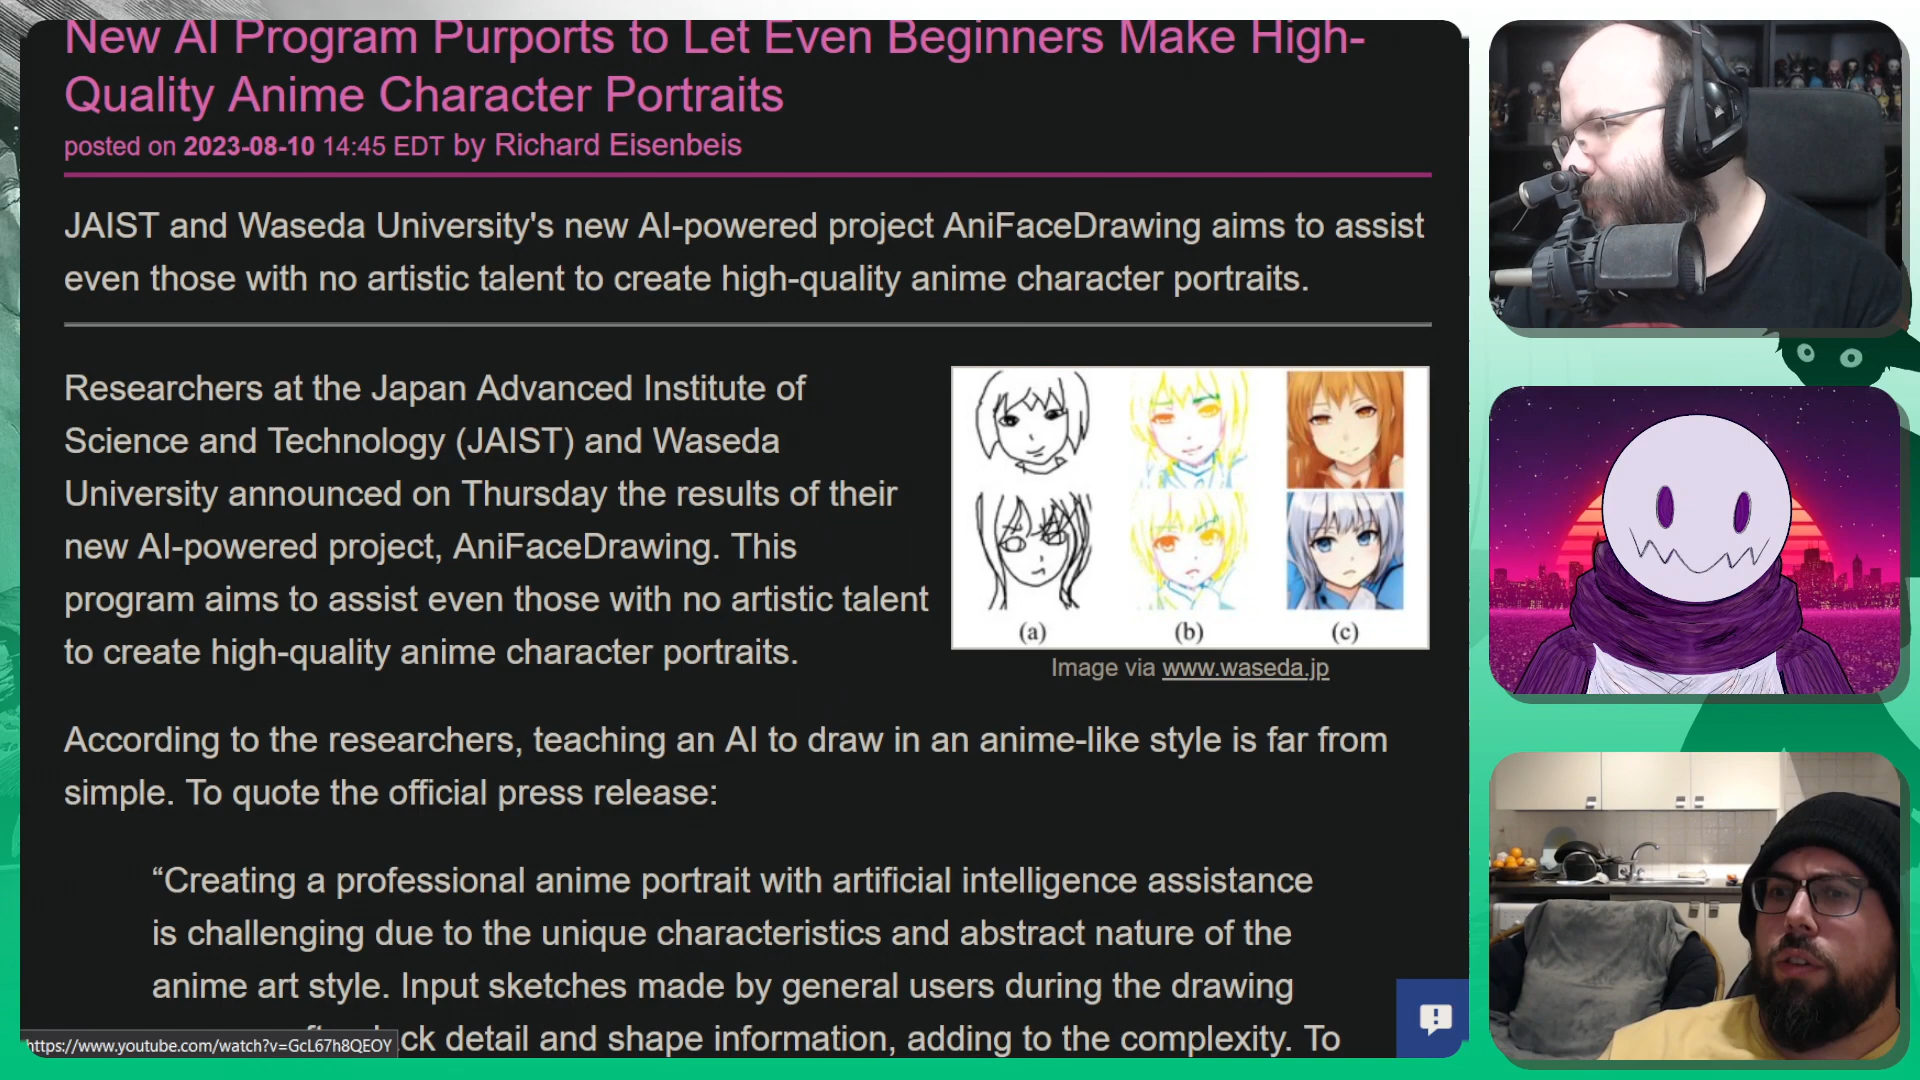 New AI Program Purports to Let Even Beginners Make High-
Quality Anime Character Portraits
posted on 2023-08-10 14:45 EDT by Richard Eisenbeis
JAIST and Waseda University's new AI-powered project AniFaceDrawing aims to assist
even those with no artistic talent to create high-quality anime character portraits.
Researchers at the Japan Advanced Institute of
Science and Technology (JAIST) and Waseda
University announced on Thursday the results of their
new AI-powered project, AniFaceDrawing. This
program aims to assist even those with no artistic talent
to create high-quality anime character portraits.
(a) (b) (c)
Image via www.waseda.jp
According to the researchers, teaching an AI to draw in an anime-like style is far from
simple. To quote the official press release:
“Creating a professional anime portrait with artificial intelligence assistance
is challenging due to the unique characteristics and abstract nature of the
anime art style. Input sketches made by general users during the drawing
ck detail and shape information, adding to the complexity. To
https://www.youtube.com/watch?v=GcL67h8QEOY